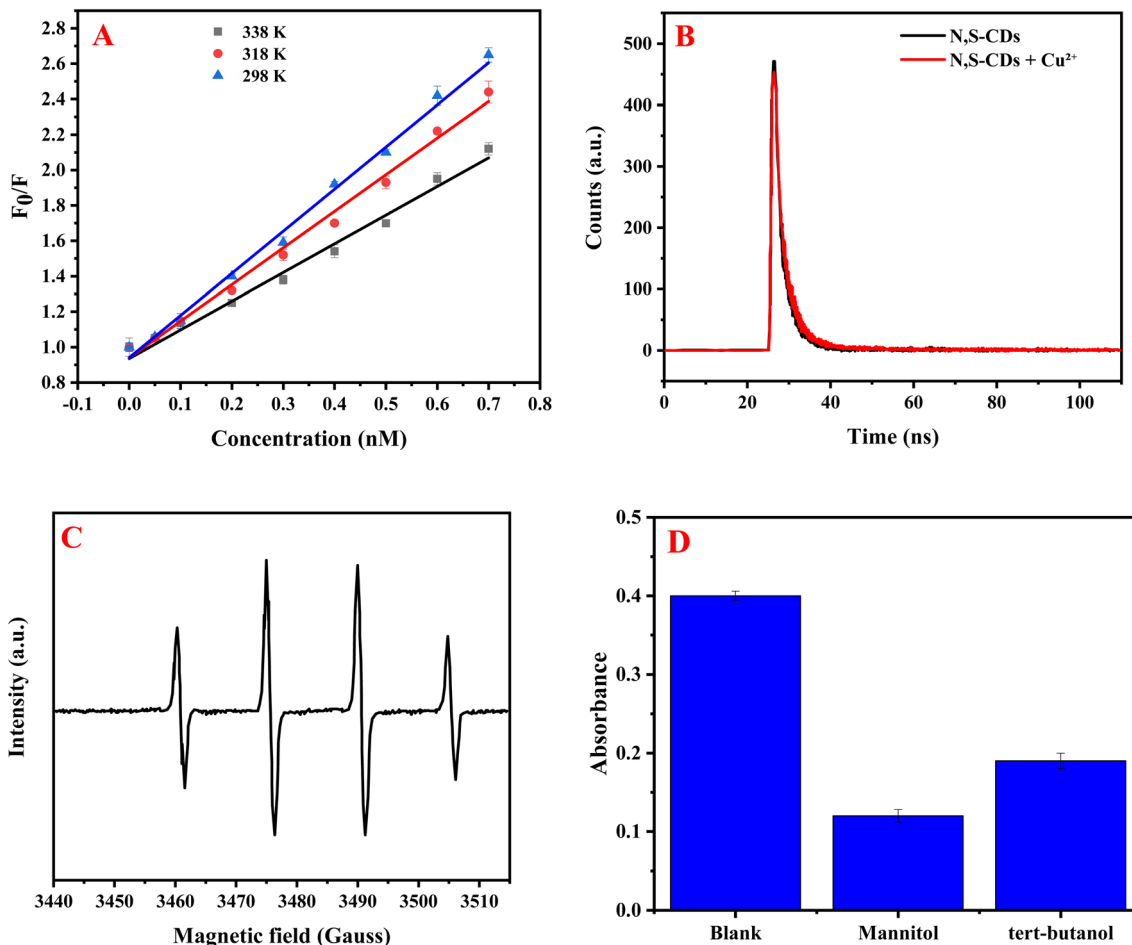 A
338 K
318 K
298 K
F₀/F
2.8
2.6
2.4
2.2
2.0
1.8
1.6
1.4
1.2
1.0
0.8
-0.1 0.0 0.1 0.2 0.3 0.4 0.5 0.6 0.7 0.8
Concentration (nM)
B
N,S-CDs
N,S-CDs + Cu²⁺
Counts (a.u.)
500
400
300
200
100
0
0 20 40 60 80 100
Time (ns)
C
Intensity (a.u.)
3440 3450 3460 3470 3480 3490 3500 3510
Magnetic field (Gauss)
D
Absorbance
0.5
0.4
0.3
0.2
0.1
0.0
Blank Mannitol tert-butanol